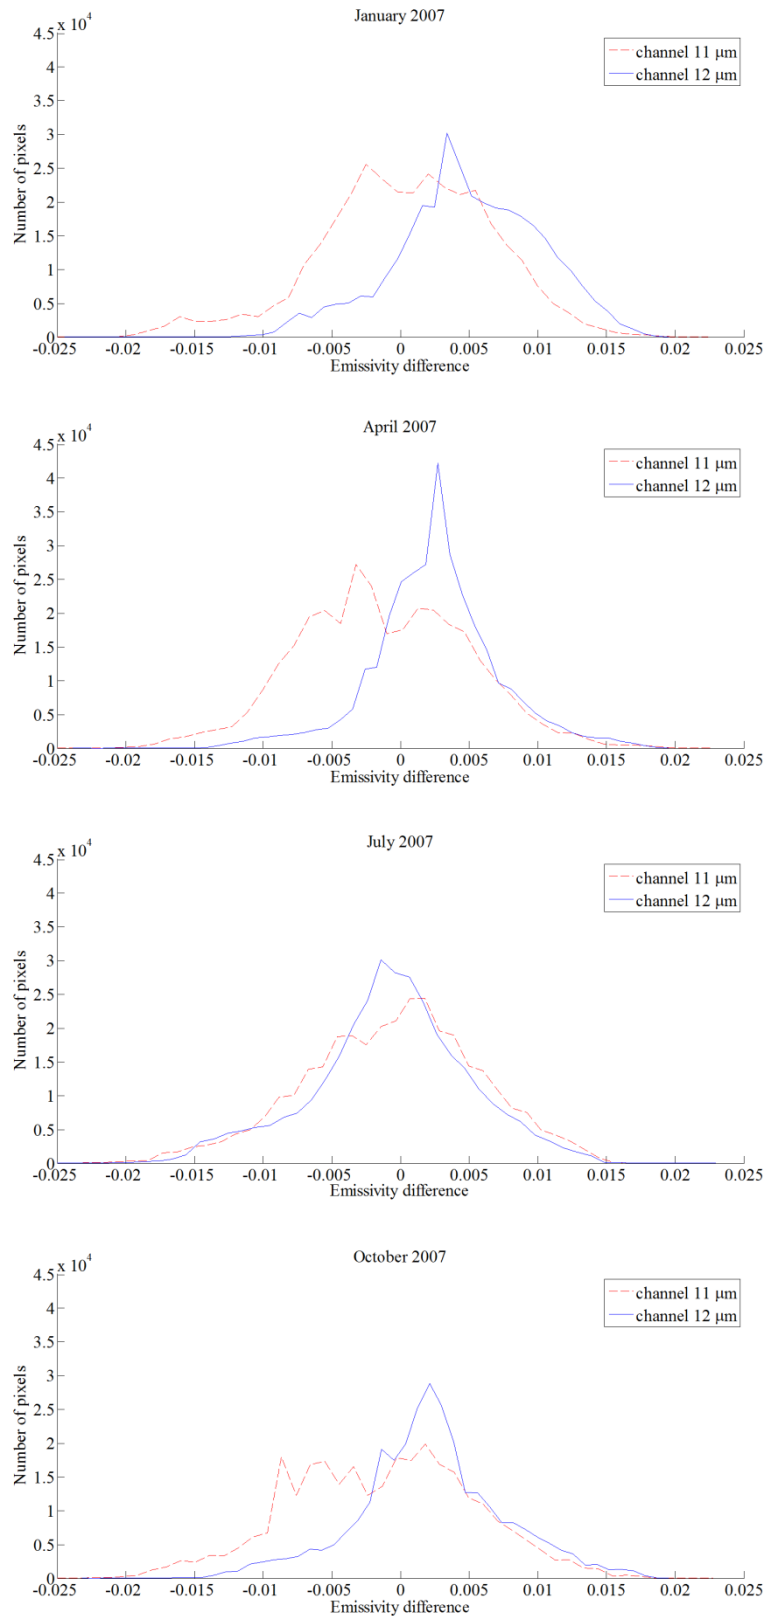 January 2007
x 10^4
4.5
4
3.5
3
2.5
2
1.5
1
0.5
0
Number of pixels
channel 11 μm
channel 12 μm
-0.025 -0.02 -0.015 -0.01 -0.005 0 0.005 0.01 0.015 0.02 0.025
Emissivity difference
April 2007
x 10^4
4.5
4
3.5
3
2.5
2
1.5
1
0.5
0
Number of pixels
channel 11 μm
channel 12 μm
-0.025 -0.02 -0.015 -0.01 -0.005 0 0.005 0.01 0.015 0.02 0.025
Emissivity difference
July 2007
x 10^4
4.5
4
3.5
3
2.5
2
1.5
1
0.5
0
Number of pixels
channel 11 μm
channel 12 μm
-0.025 -0.02 -0.015 -0.01 -0.005 0 0.005 0.01 0.015 0.02 0.025
Emissivity difference
October 2007
x 10^4
4.5
4
3.5
3
2.5
2
1.5
1
0.5
0
Number of pixels
channel 11 μm
channel 12 μm
-0.025 -0.02 -0.015 -0.01 -0.005 0 0.005 0.01 0.015 0.02 0.025
Emissivity difference